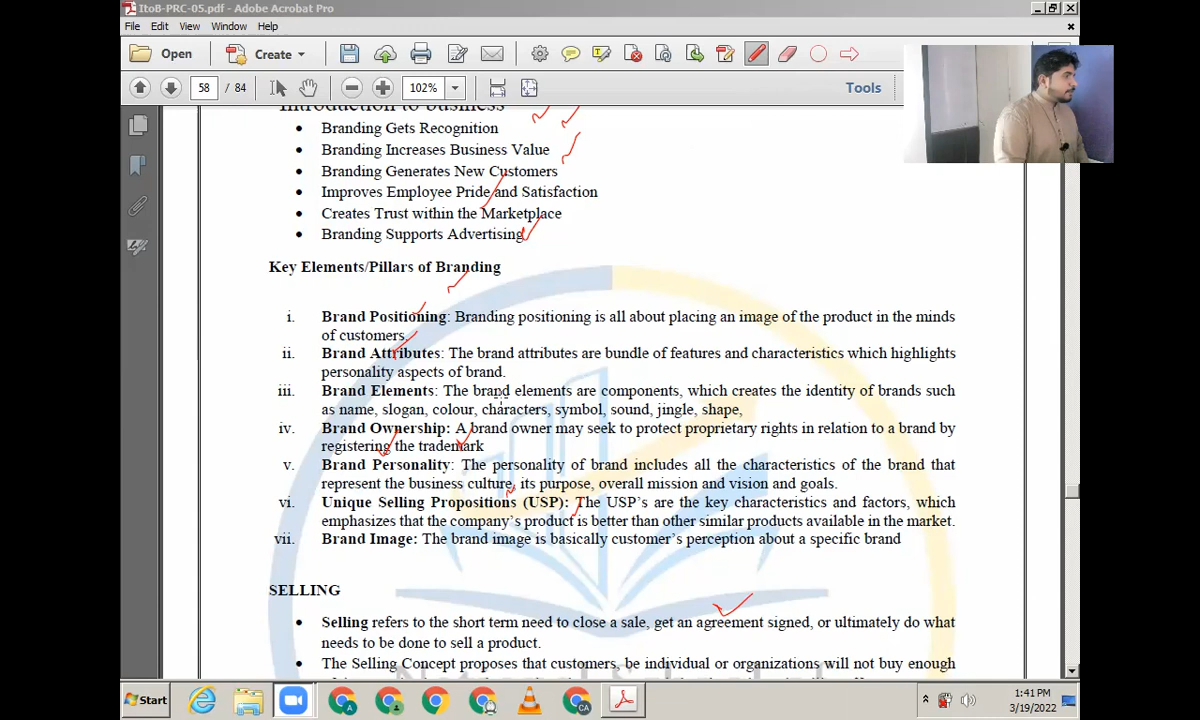 ItoB-PRC-05.pdf - Adobe Acrobat Pro
File Edit View Window Help
Open Create
58 / 84 102% Tools
Introduction to business
• Branding Gets Recognition
• Branding Increases Business Value
• Branding Generates New Customers
• Improves Employee Pride and Satisfaction
• Creates Trust within the Marketplace
• Branding Supports Advertising
Key Elements/Pillars of Branding
i. Brand Positioning: Branding positioning is all about placing an image of the product in the minds
of customers.
ii. Brand Attributes: The brand attributes are bundle of features and characteristics which highlights
personality aspects of brand.
iii. Brand Elements: The brand elements are components, which creates the identity of brands such
as name, slogan, colour, characters, symbol, sound, jingle, shape,
iv. Brand Ownership: A brand owner may seek to protect proprietary rights in relation to a brand by
registering the trademark
v. Brand Personality: The personality of brand includes all the characteristics of the brand that
represent the business culture, its purpose, overall mission and vision and goals.
vi. Unique Selling Propositions (USP): The USP's are the key characteristics and factors, which
emphasizes that the company's product is better than other similar products available in the market.
vii. Brand Image: The brand image is basically customer's perception about a specific brand
SELLING
• Selling refers to the short term need to close a sale, get an agreement signed, or ultimately do what
needs to be done to sell a product.
• The Selling Concept proposes that customers, be individual or organizations will not buy enough
Start
1:41 PM
3/19/2022